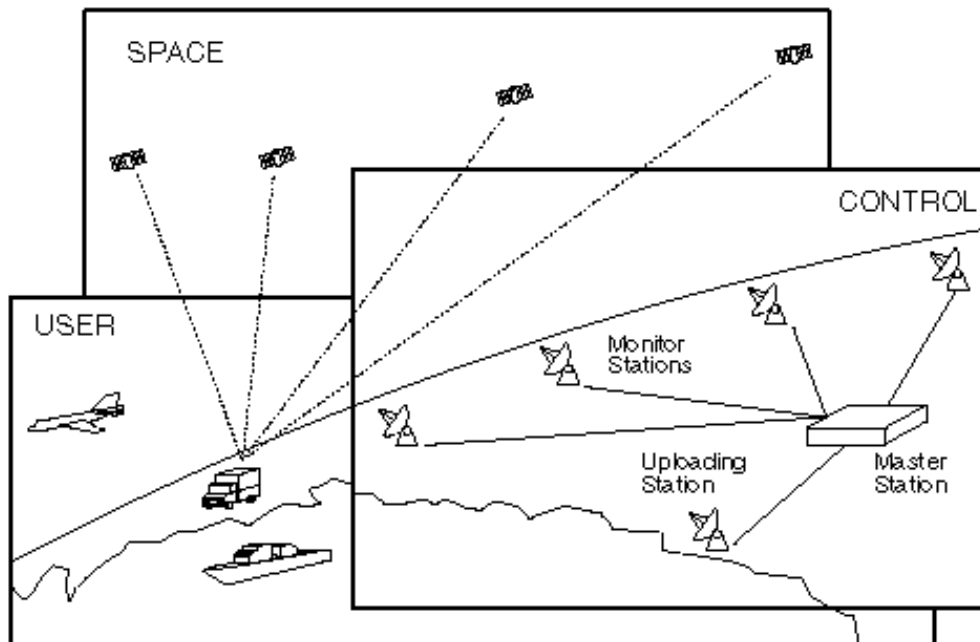 SPACE
CONTROL
USER
Monitor
Stations
Uploading
Station
Master
Station